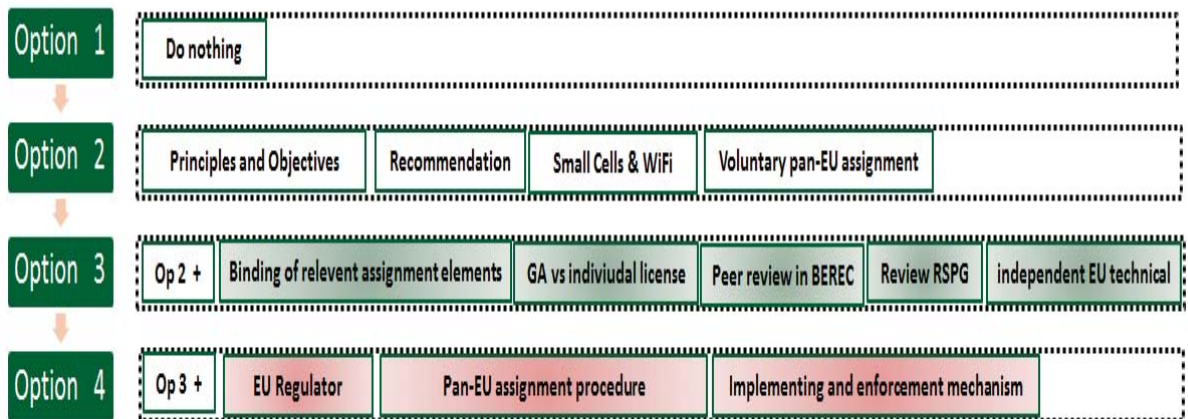 Option 1
Do nothing
Option 2
Principles and Objectives
Recommendation
Small Cells & WiFi
Voluntary pan-EU assignment
Option 3
Op 2 +
Binding of relevent assignment elements
GA vs indiviudal license
Peer review in BEREC
Review RSPG
independent EU technical
Option 4
Op 3 +
EU Regulator
Pan-EU assignment procedure
Implementing and enforcement mechanism